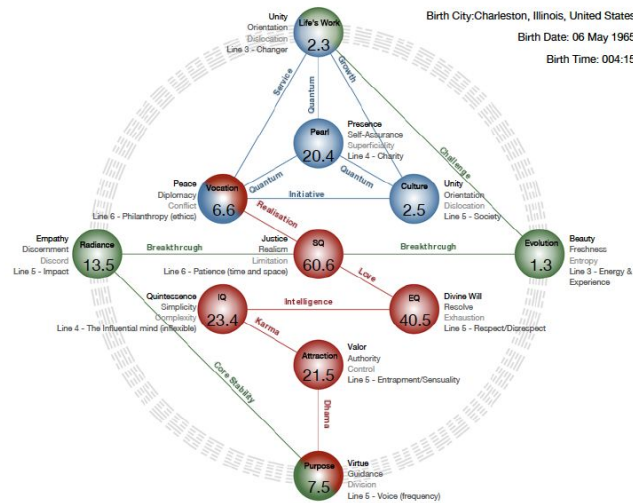 Birth City:Charleston, Illinois, United States
Birth Date: 06 May 1965
Birth Time: 004:15
Unity
Orientation
Dislocation
Line 3 - Changer
Life's Work
2.3
Service
Quantum
Growth
Challenge
Pearl
20.4
Presence
Self-Assurance
Superficiality
Line 4 - Charity
Quantum
Quantum
Peace
Diplomacy
Conflict
Line 6 - Philanthropy (ethics)
Vocation
6.6
Initiative
Culture
2.5
Unity
Orientation
Dislocation
Line 5 - Society
Realisation
Empathy
Discernment
Discord
Line 5 - Impact
Radiance
13.5
Breakthrough
Justice
Realism
Limitation
Line 6 - Patience (time and space)
SQ
60.6
Breakthrough
Evolution
1.3
Beauty
Freshness
Entropy
Line 3 - Energy &
Experience
Love
Quintessence
Simplicity
Complexity
Line 4 - The Influential mind (inflexible)
IQ
23.4
Intelligence
EQ
40.5
Divine Will
Resolve
Exhaustion
Line 5 - Respect/Disrespect
Karma
Attraction
21.5
Valor
Authority
Control
Line 5 - Entrapment/Sensuality
Core Stability
Dharma
Purpose
7.5
Virtue
Guidance
Division
Line 5 - Voice (frequency)